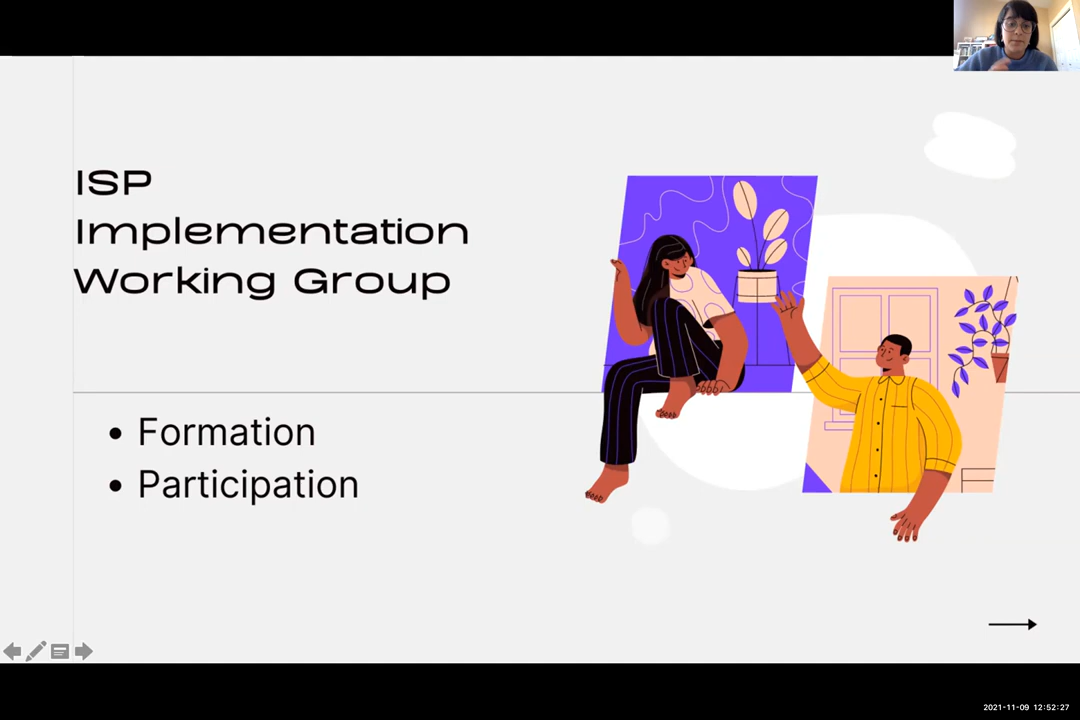 ISP
Implementation
Working Group
• Formation
• Participation
2021-11-09 12:52:27